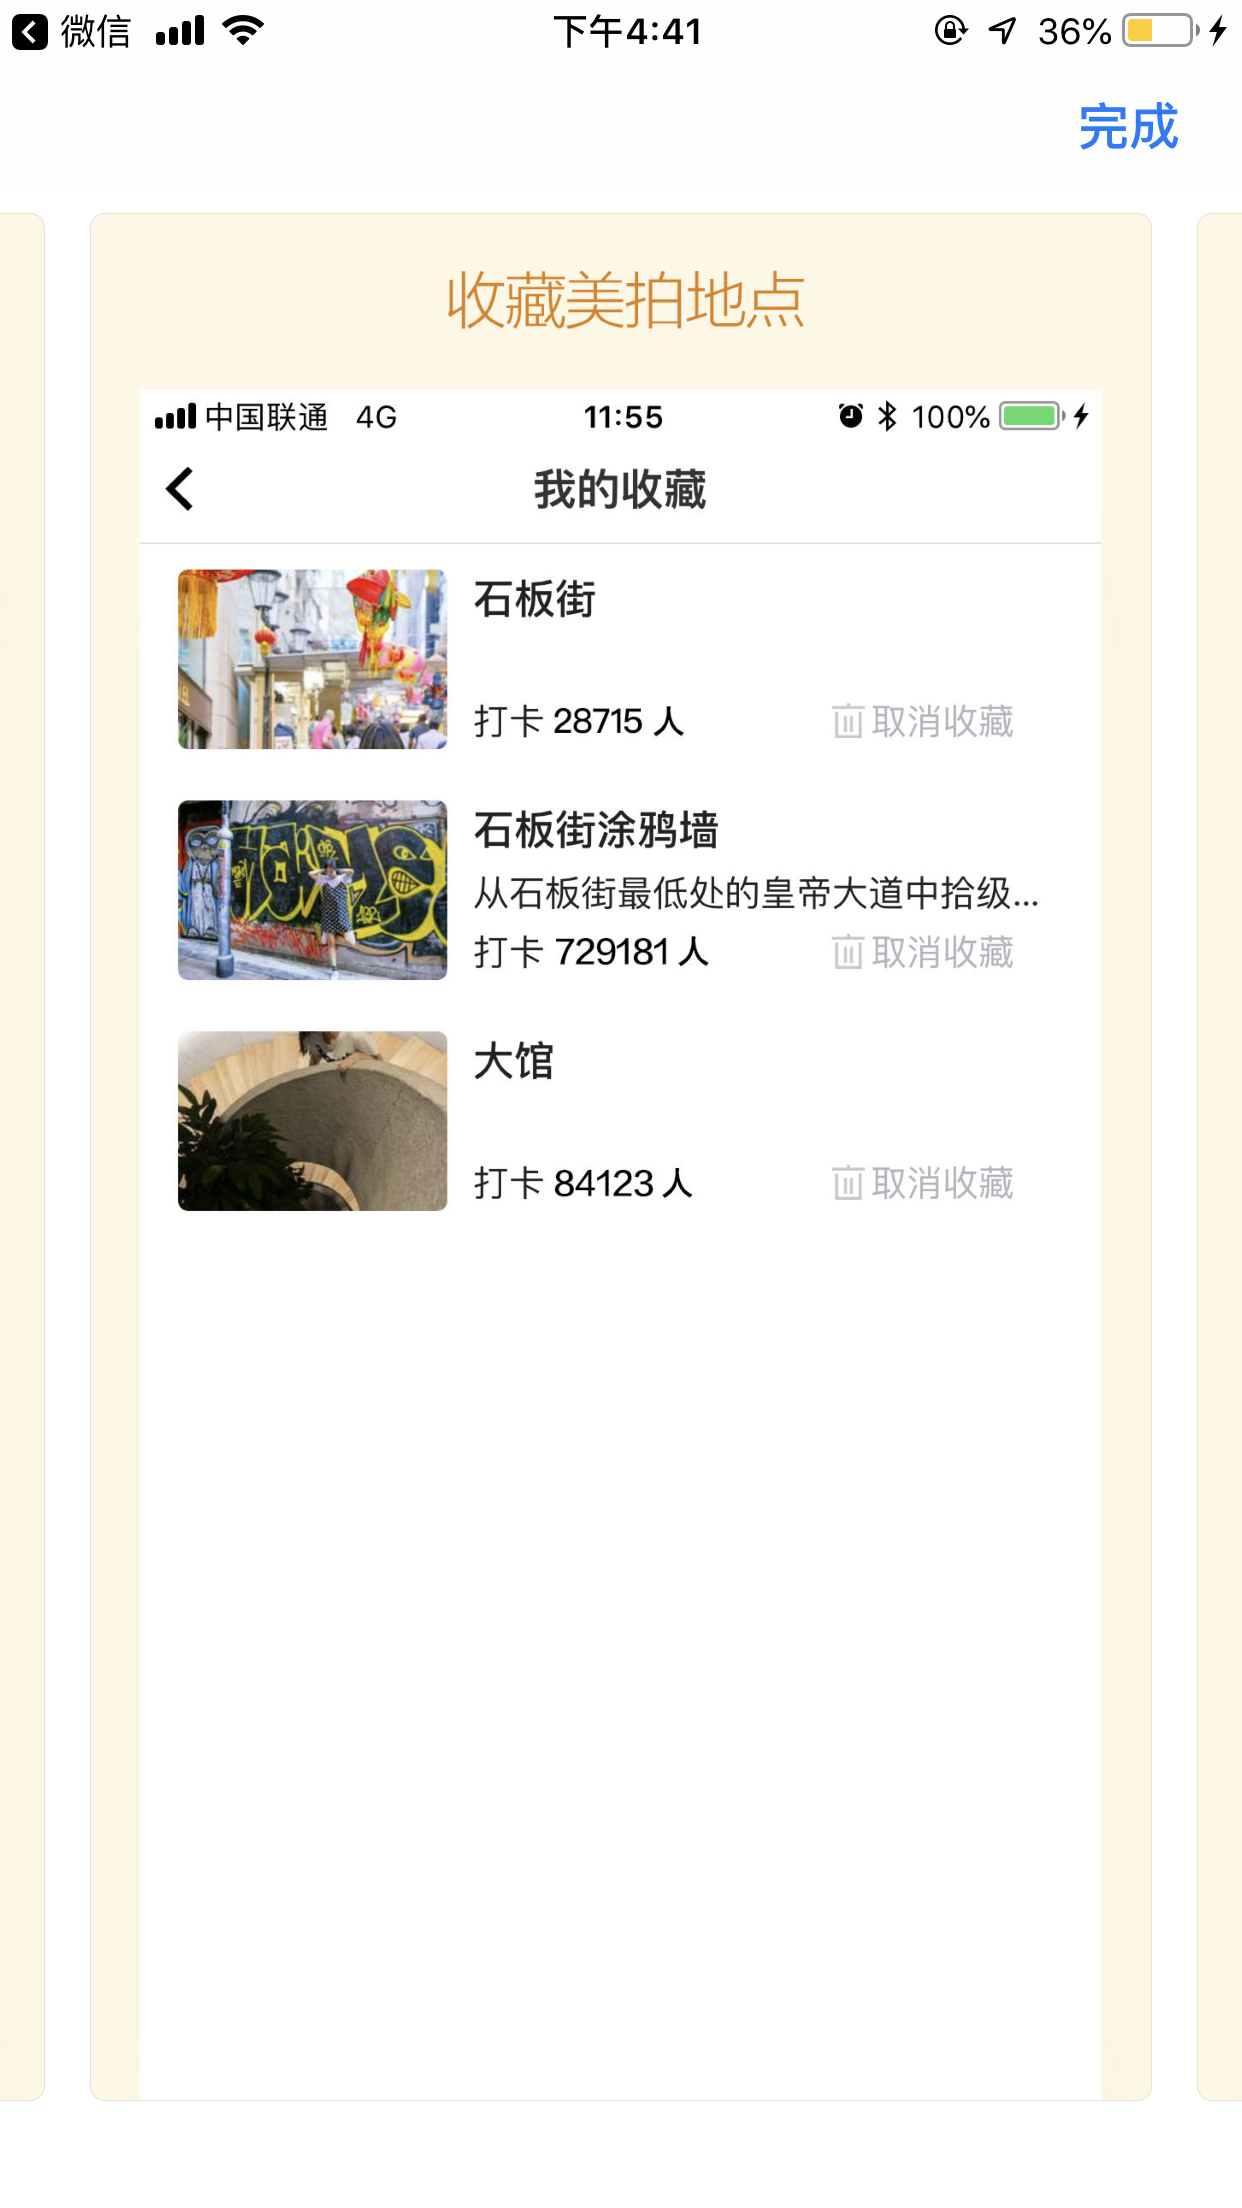 微信 下午4:41 36%
完成
收藏美拍地点
中国联通 4G 11:55 100%
我的收藏
石板街
打卡 28715 人 取消收藏
石板街涂鸦墙
从石板街最低处的皇帝大道中拾级...
打卡 729181 人 取消收藏
大馆
打卡 84123 人 取消收藏